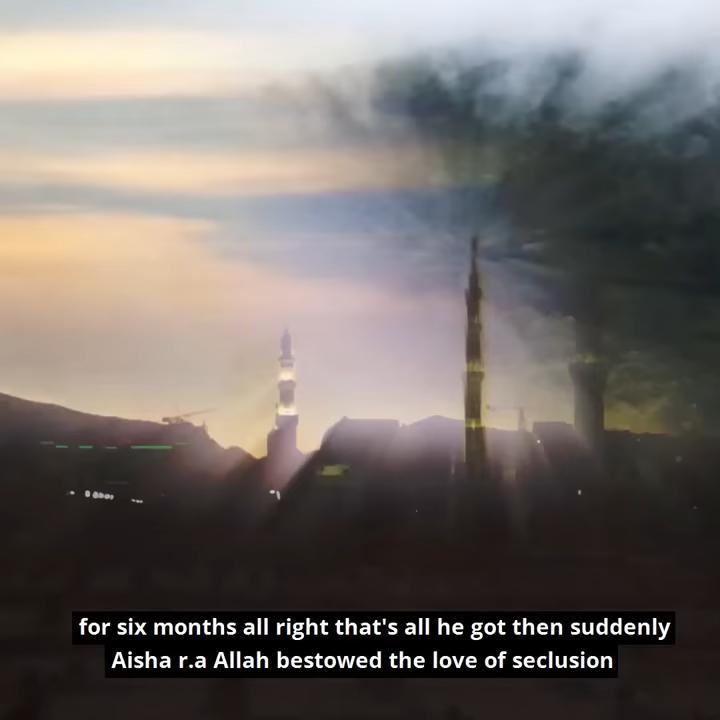 for six months all right that's all he got then suddenly
Aisha r.a Allah bestowed the love of seclusion